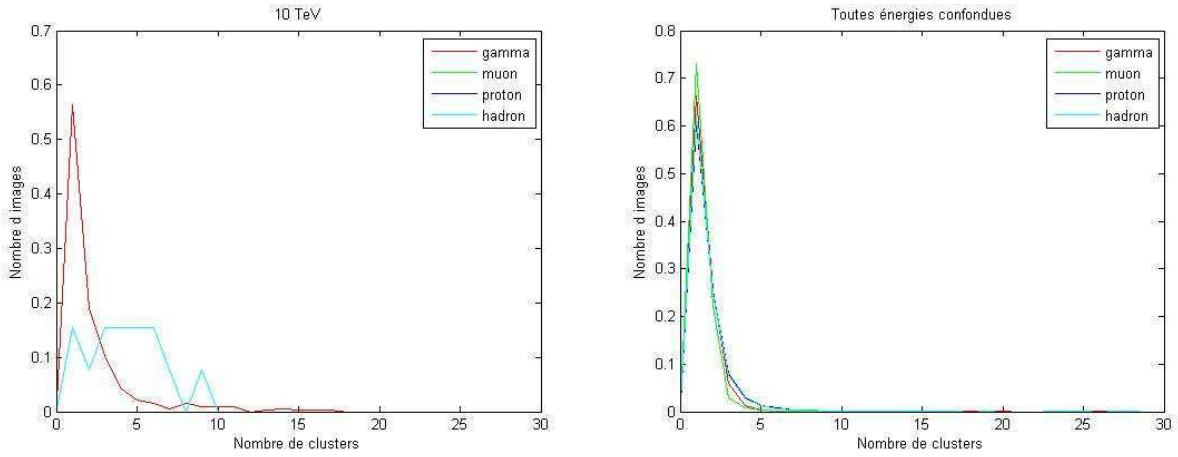 10 TeV
0.7
0.6
0.5
0.4
0.3
0.2
0.1
0
Nombre d images
gamma
muon
proton
hadron
0 5 10 15 20 25 30
Nombre de clusters
Toutes énergies confondues
0.8
0.7
0.6
0.5
0.4
0.3
0.2
0.1
0
Nombre d images
gamma
muon
proton
hadron
0 5 10 15 20 25 30
Nombre de clusters